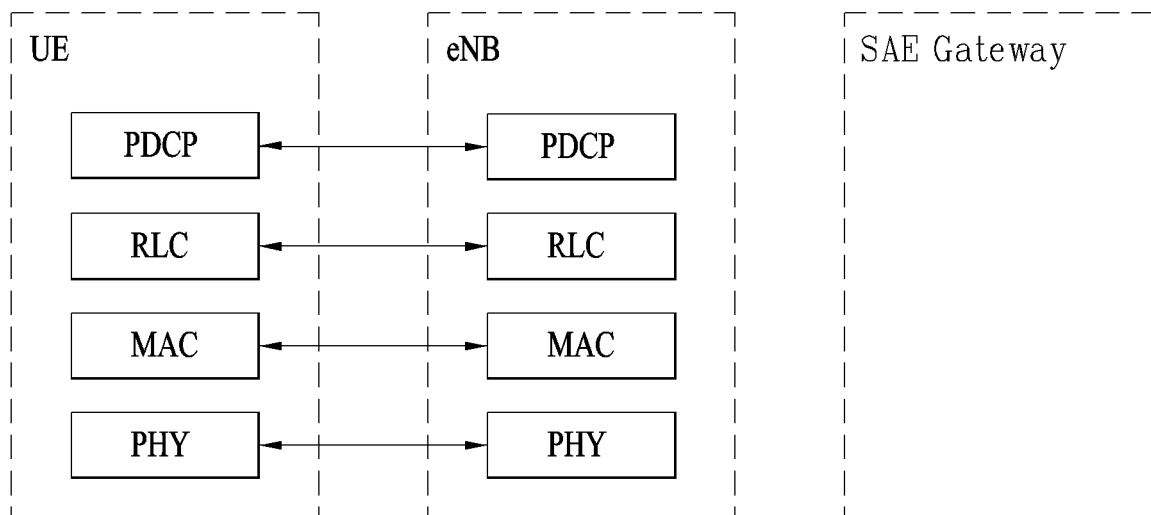 UE
eNB
SAE Gateway
PDCP
PDCP
RLC
RLC
MAC
MAC
PHY
PHY